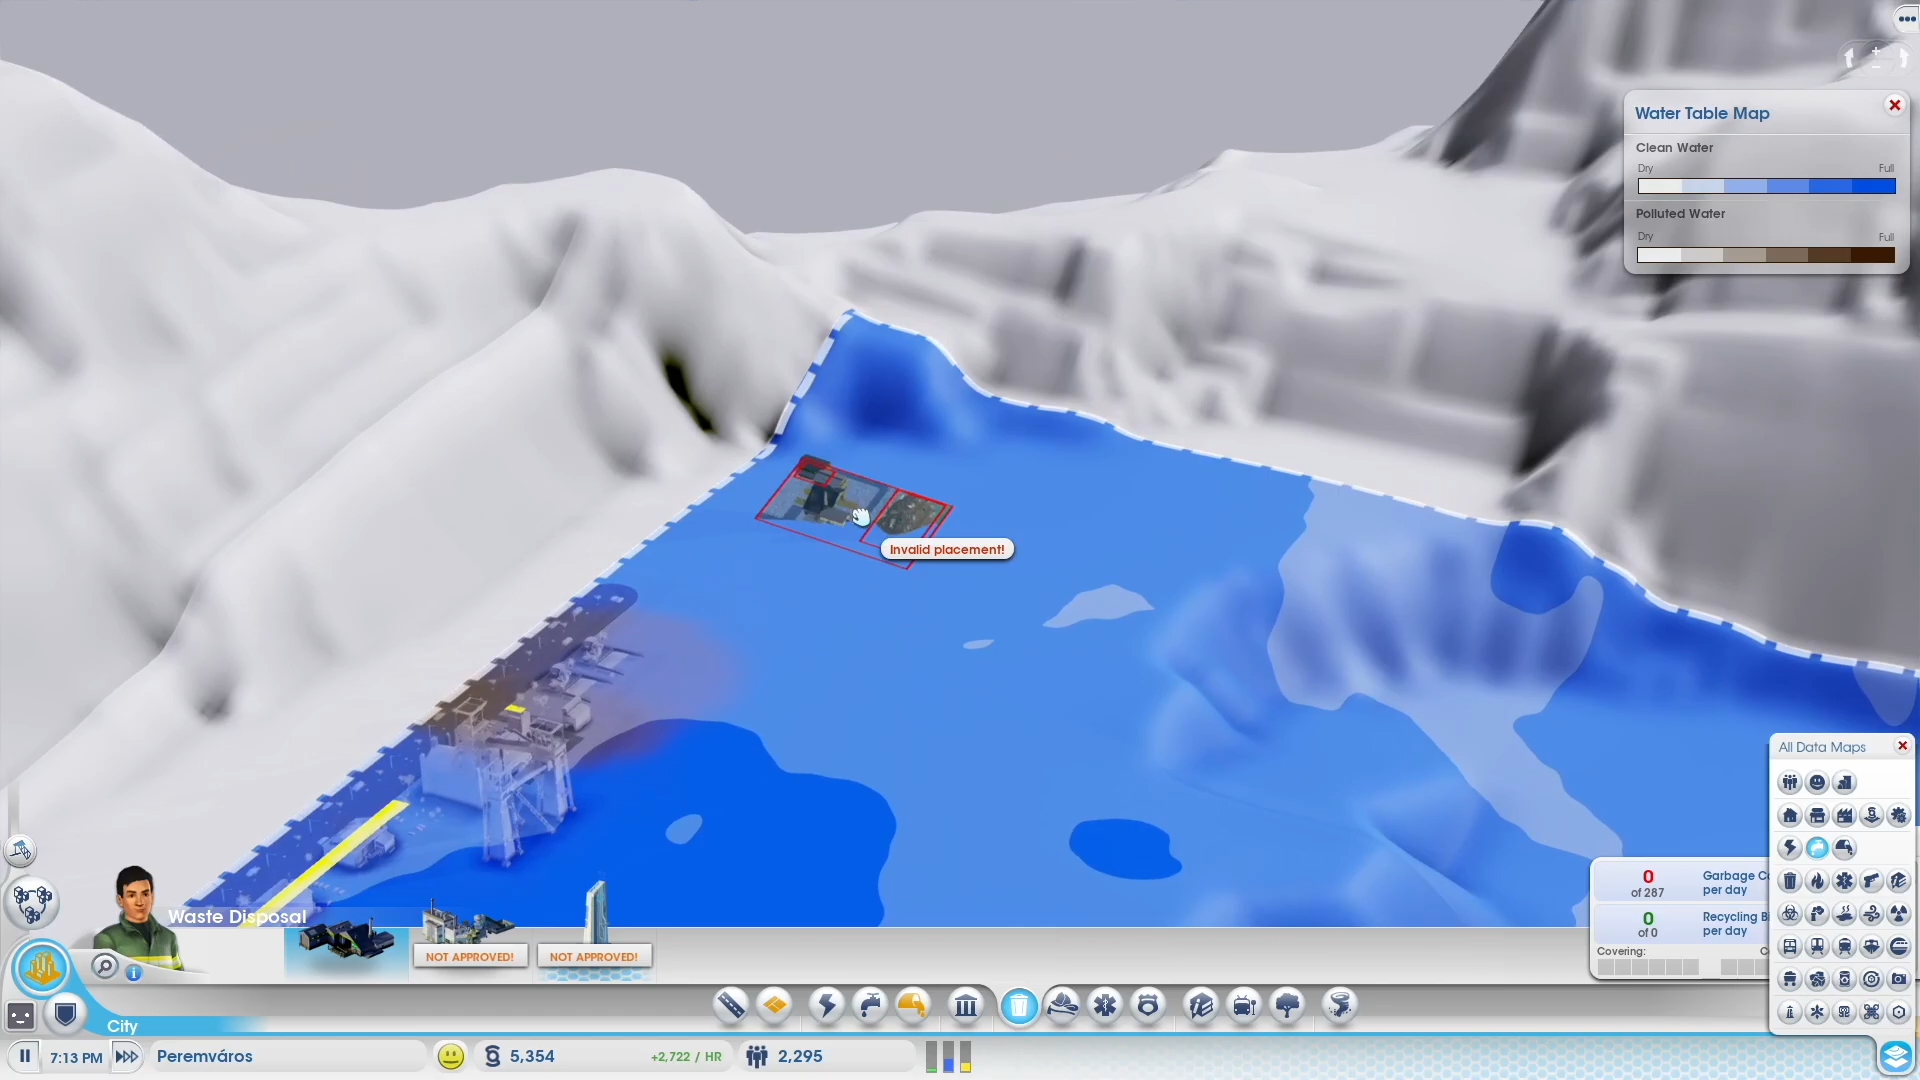 Water Table Map
Clean Water
Dry Full
Polluted Water
Dry Full
Invalid placement!
All Data Maps
0
of 287
Garbage C
per day
0
of 0
Recycling Bi
per day
Covering:
C
Waste Disposal
NOT APPROVED!
NOT APPROVED!
City
7:13 PM
Peremváros
5,354
+2,722 / HR
2,295